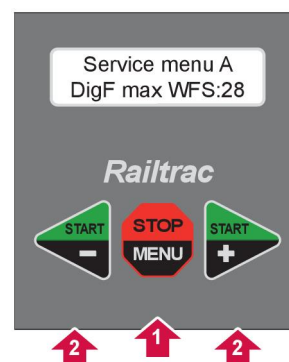 Service menu A
DigF max WFS:28
Railtrac
START
-
STOP
MENU
START
+
2
1
2